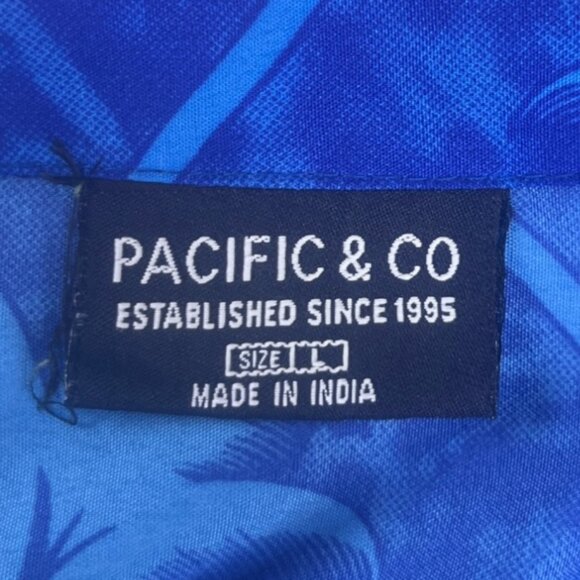 PACIFIC & CO
ESTABLISHED SINCE 1995
SIZE L
MADE IN INDIA